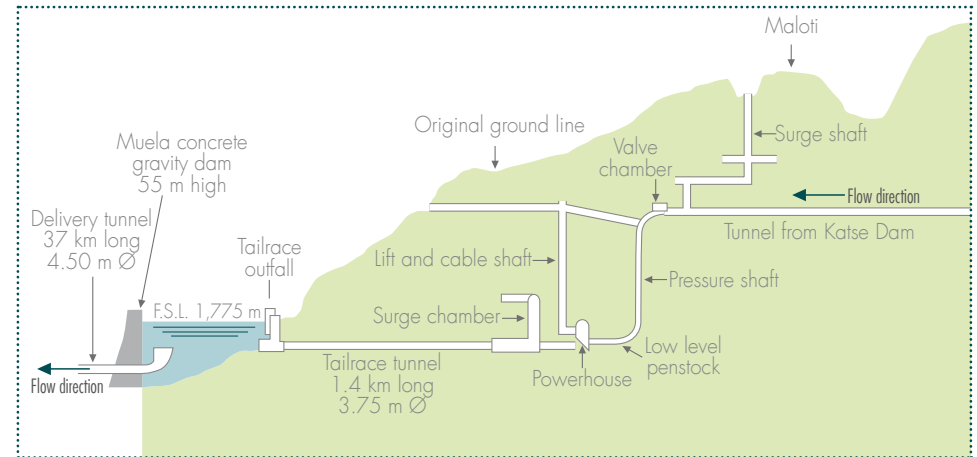 Maloti
Original ground line
Surge shaft
Valve
chamber
Muela concrete
gravity dam
55 m high
Flow direction
Delivery tunnel
37 km long
4.50 m Ø
Tailrace
outfall
Tunnel from Katse Dam
Lift and cable shaft
Pressure shaft
F.S.L. 1,775 m
Surge chamber
Low level
penstock
Tailrace tunnel
1.4 km long
3.75 m Ø
Powerhouse
Flow direction